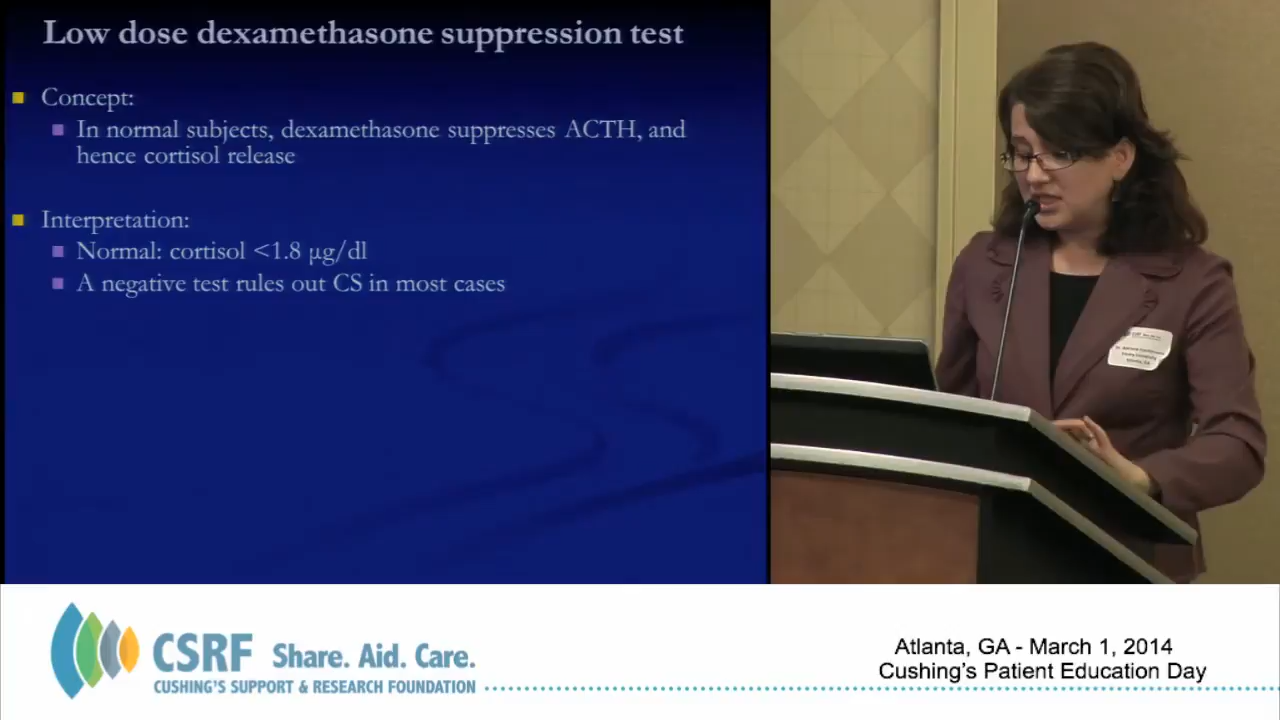 Low dose dexamethasone suppression test
Concept:
In normal subjects, dexamethasone suppresses ACTH, and
hence cortisol release
Interpretation:
Normal: cortisol <1.8 μg/dl
A negative test rules out CS in most cases
CSRF
Share. Aid. Care.
CUSHING'S SUPPORT & RESEARCH FOUNDATION
Atlanta, GA - March 1, 2014
Cushing's Patient Education Day